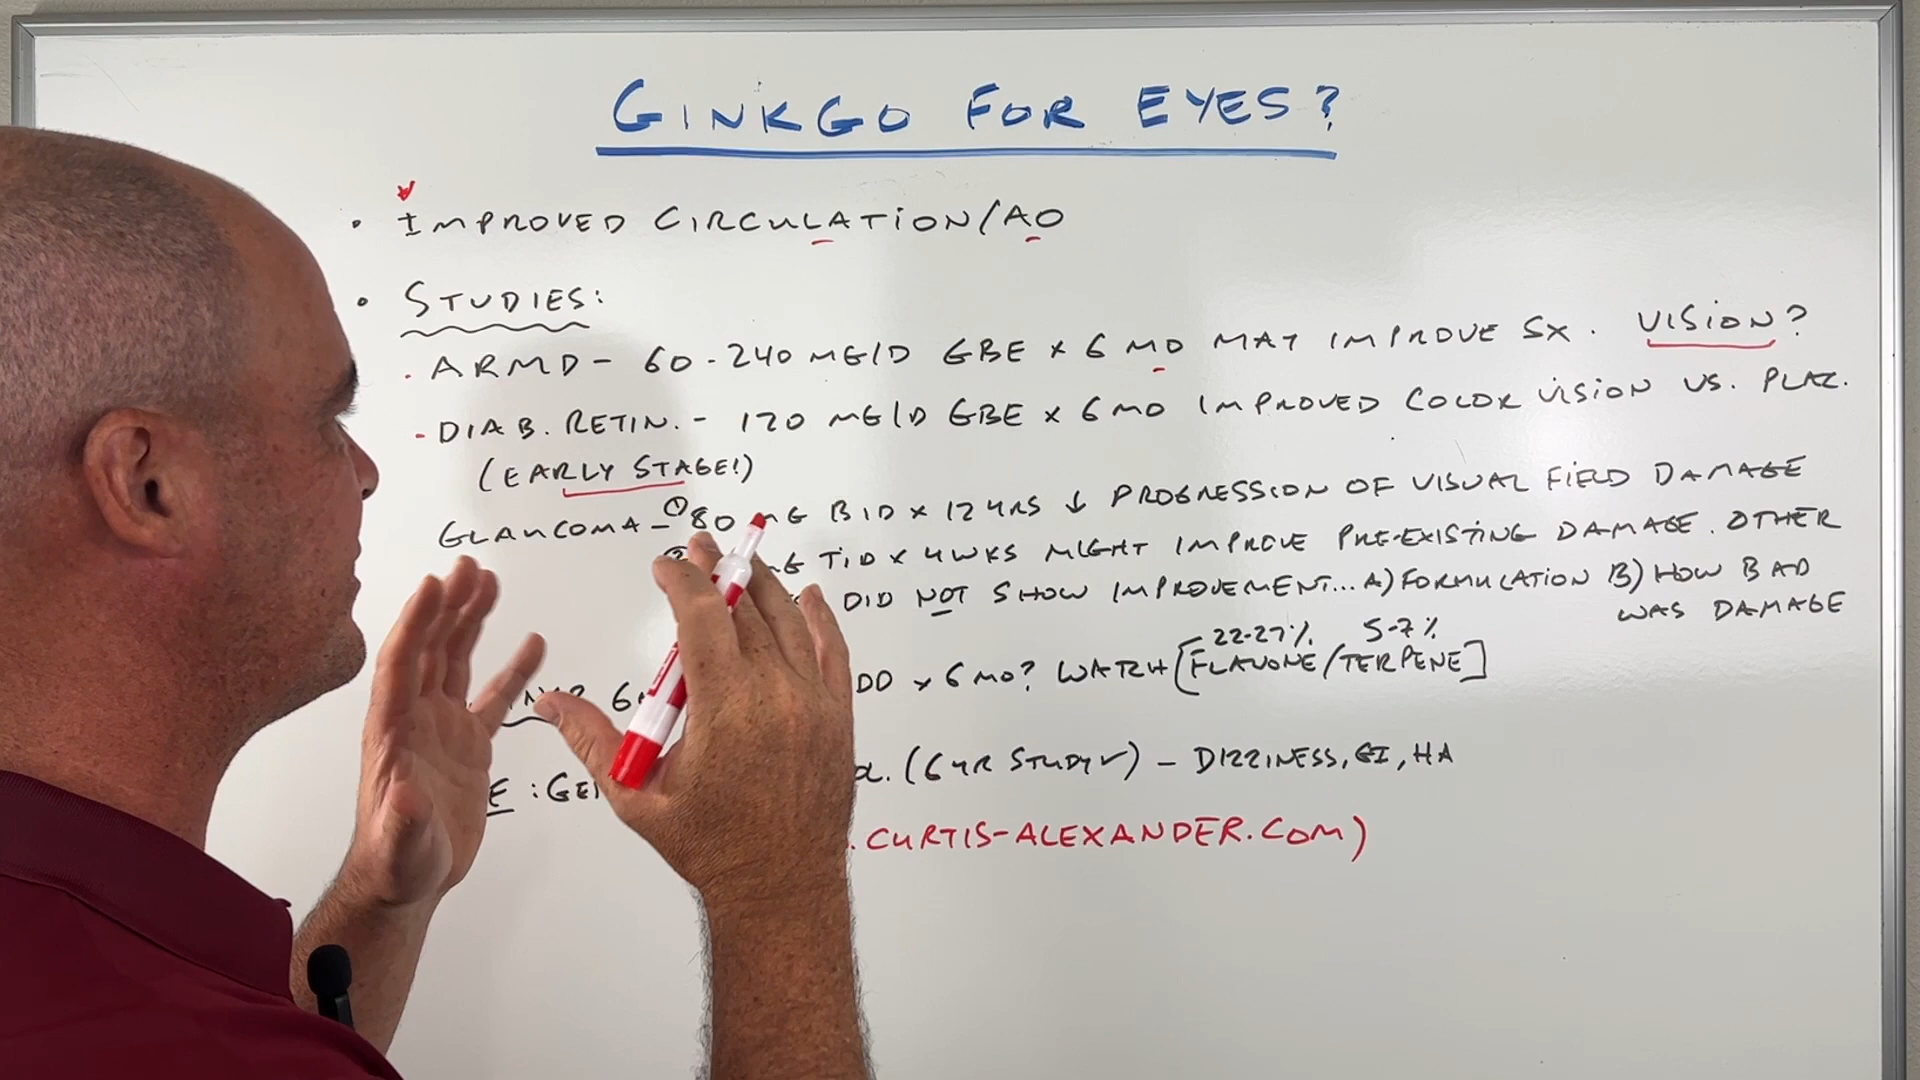 GINKGO FOR EYES?
• IMPROVED CIRCULATION/AO
• STUDIES:
- ARMD - 60-240 MG/D GBE x 6 MO MAY IMPROVE SX. VISION?
- DIAB. RETIN. - 120 MG/D GBE x 6 MO IMPROVED COLOR VISION VS. PLAC.
(EARLY STAGE!)
GLAUCOMA - ① 80 MG BID x 12 YRS ↓ PROGRESSION OF VISUAL FIELD DAMAGE
MG TID x 4 WKS MIGHT IMPROVE PRE-EXISTING DAMAGE. OTHER
DID NOT SHOW IMPROVEMENT... A) FORMULATION B) HOW BAD
WAS DAMAGE
22-27% 5-7%
x 6 MO? WATCH [FLAVONE/TERPENE]
(6 YR STUDY ✓) - DIZZINESS, GI, HA
.CURTIS-ALEXANDER.COM)